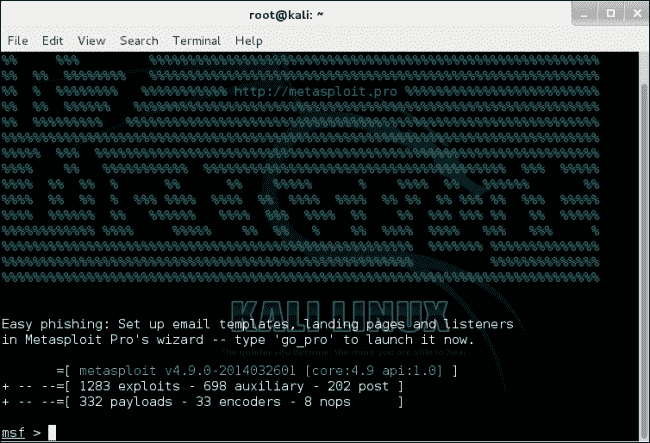 root@kali: ~
File Edit View Search Terminal Help
http://metasploit.pro
KALI LINUX
The quieter you become, the more you are able to hear
Easy phishing: Set up email templates, landing pages and listeners
in Metasploit Pro's wizard -- type 'go_pro' to launch it now.
=[ metasploit v4.9.0-2014032601 [core:4.9 api:1.0] ]
+ -- --=[ 1283 exploits - 698 auxiliary - 202 post ]
+ -- --=[ 332 payloads - 33 encoders - 8 nops ]
msf >